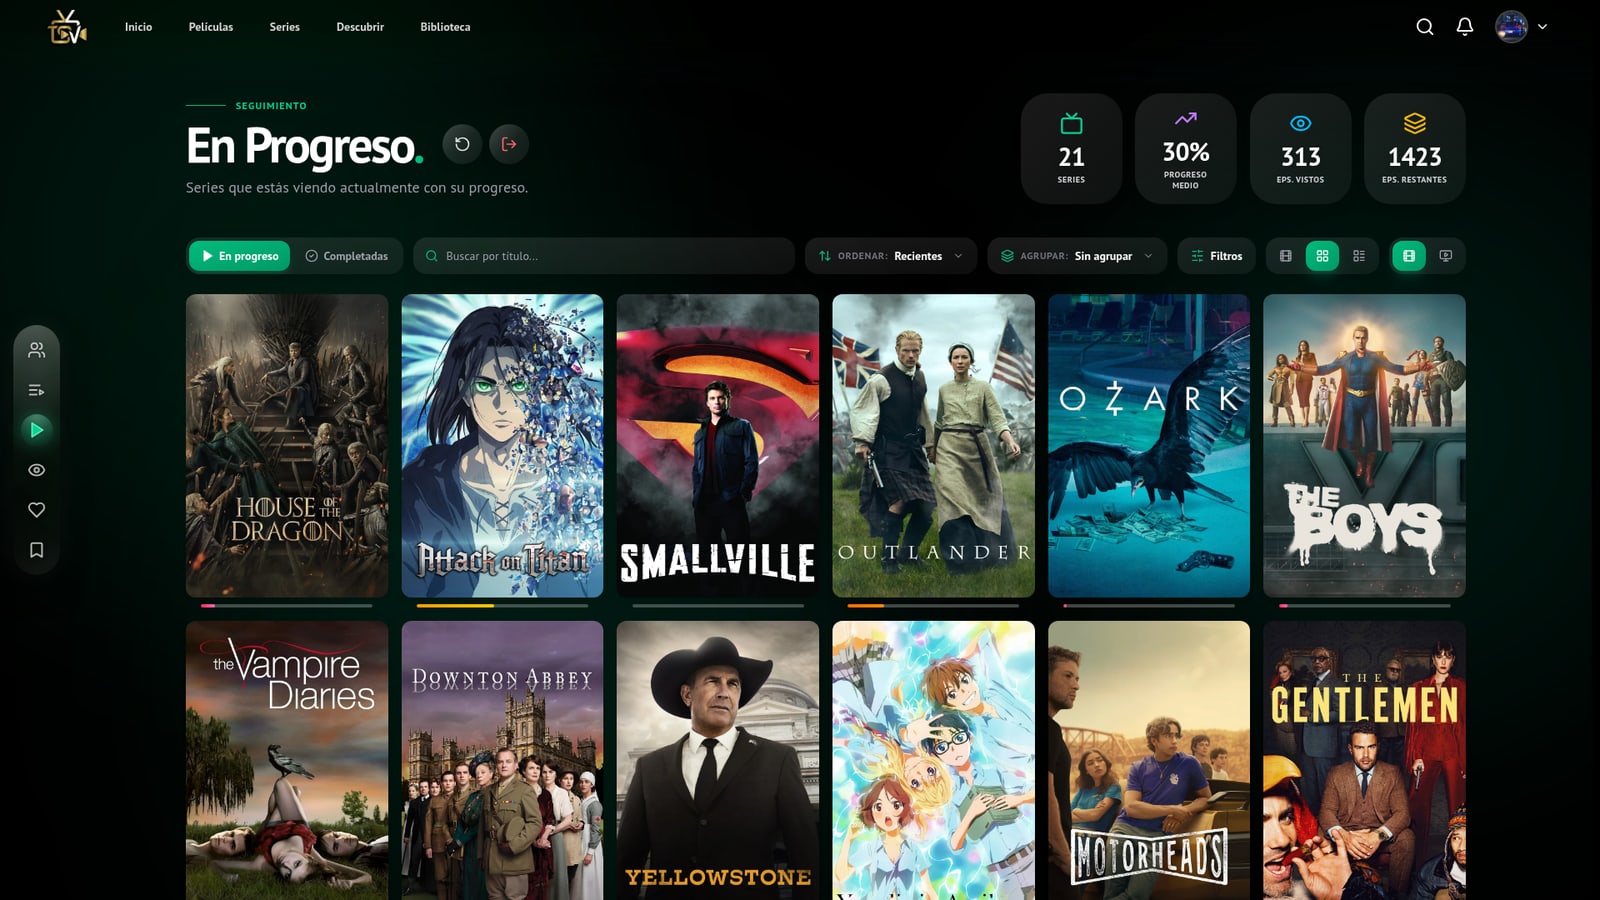 TSV
Inicio
Películas
Series
Descubrir
Biblioteca
SEGUIMIENTO
En Progreso.
Series que estás viendo actualmente con su progreso.
21
SERIES
30%
PROGRESO
MEDIO
313
EPS. VISTOS
1423
EPS. RESTANTES
En progreso
Completadas
Buscar por título...
ORDENAR: Recientes
AGRUPAR: Sin agrupar
Filtros
HOUSE OF THE
DRAGON
Attack on Titan
SMALLVILLE
OUTLANDER
OZARK
THE
BOYS
the Vampire
Diaries
DOWNTON ABBEY
YELLOWSTONE
MOTORHEADS
THE
GENTLEMEN